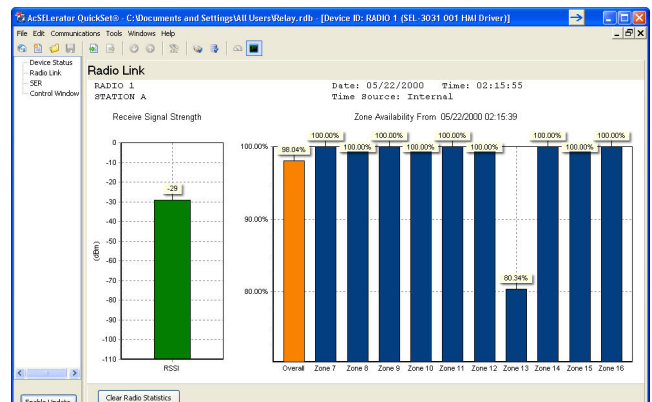 AcSELerator QuickSet® - C:\Documents and Settings\All Users\Relay.rdb - [Device ID: RADIO 1 (SEL-3031 001 HMI Driver)]
File Edit Communications Tools Windows Help
Device Status
Radio Link
SER
Control Window
Radio Link
RADIO 1 Date: 05/22/2000 Time: 02:15:55
STATION A Time Source: Internal
Receive Signal Strength
0
-10
-20
-30
-40
-50
-60
-70
-80
-90
-100
-110
(dBm)
-29
RSSI
Zone Availability From 05/22/2000 02:15:39
100.00%
90.00%
80.00%
98.04% 100.00% 100.00% 100.00% 100.00% 100.00% 100.00% 80.34% 100.00% 100.00% 100.00%
Overall Zone 7 Zone 8 Zone 9 Zone 10 Zone 11 Zone 12 Zone 13 Zone 14 Zone 15 Zone 16
Enable Update
Clear Radio Statistics